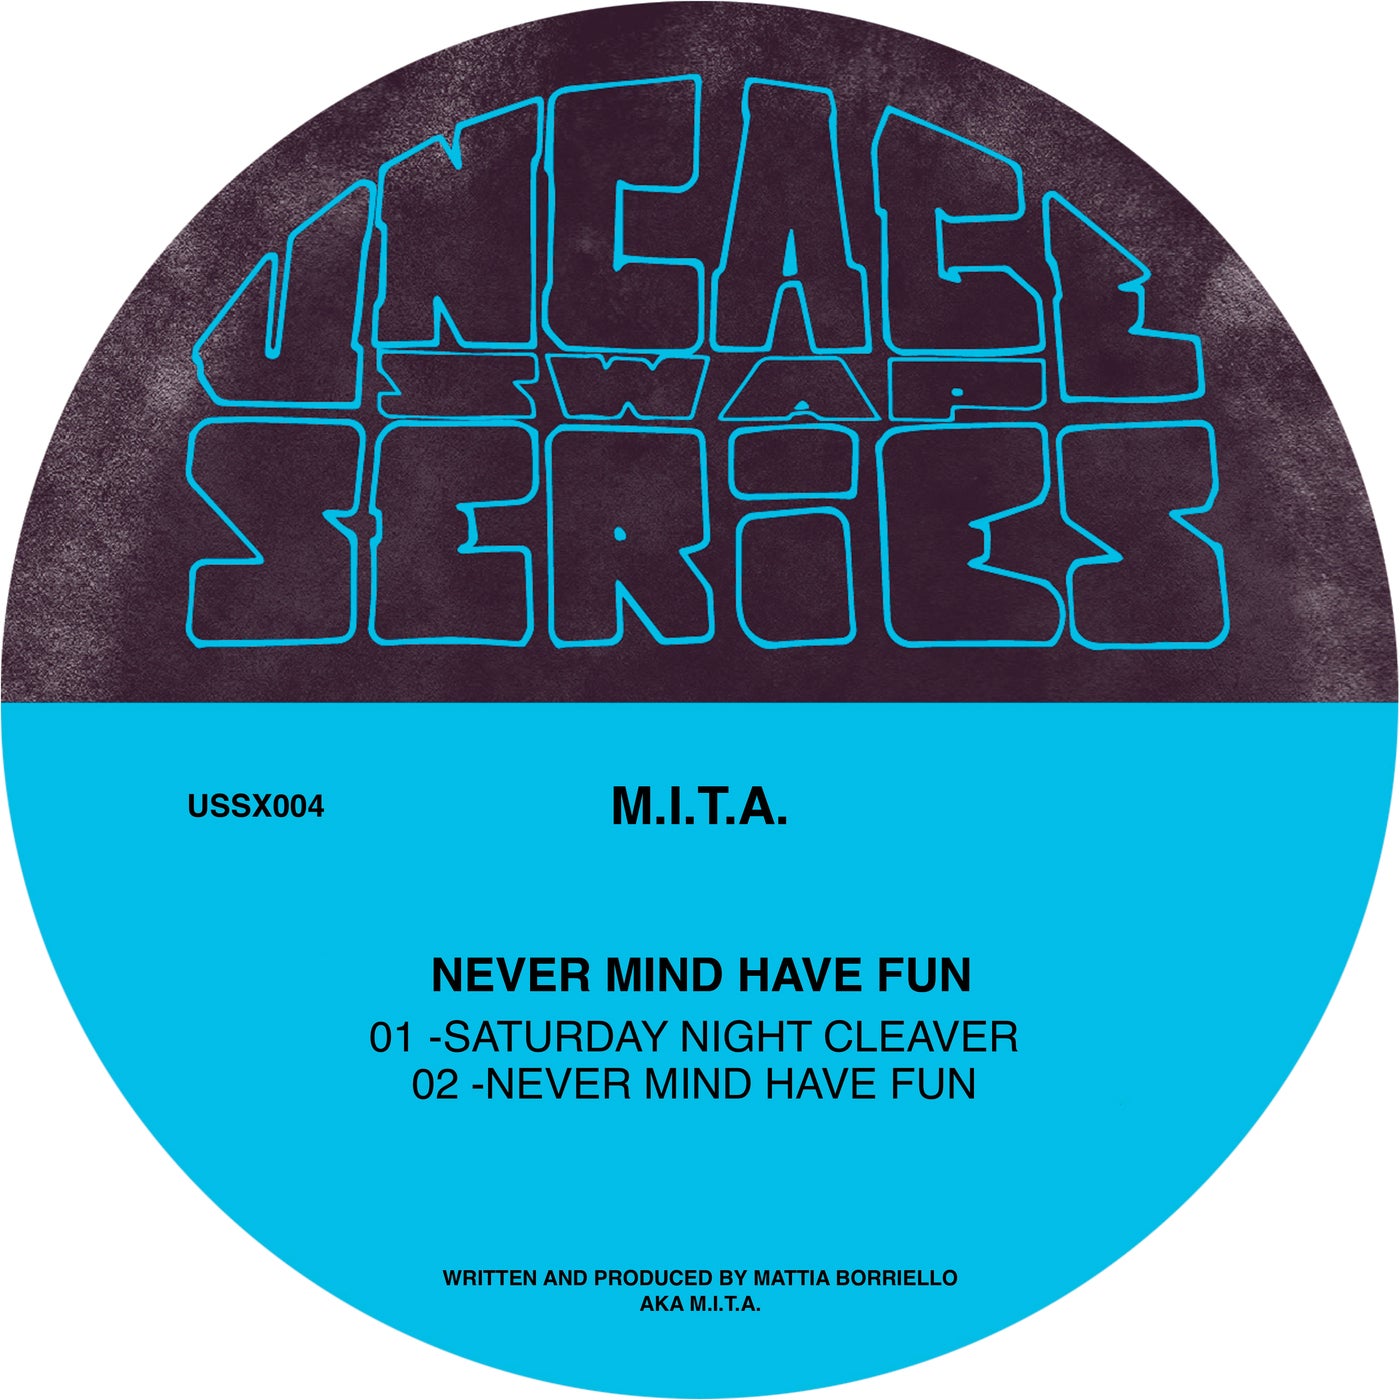 UNCAGE
SWAP
SERiES
USSX004
M.I.T.A.
NEVER MIND HAVE FUN
01 -SATURDAY NIGHT CLEAVER
02 -NEVER MIND HAVE FUN
WRITTEN AND PRODUCED BY MATTIA BORRIELLO
AKA M.I.T.A.